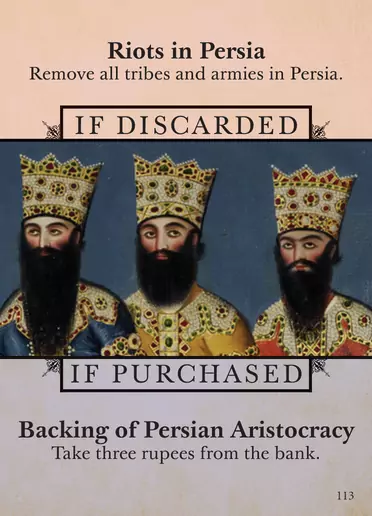 Riots in Persia
Remove all tribes and armies in Persia.
IF DISCARDED
IF PURCHASED
Backing of Persian Aristocracy
Take three rupees from the bank.
113